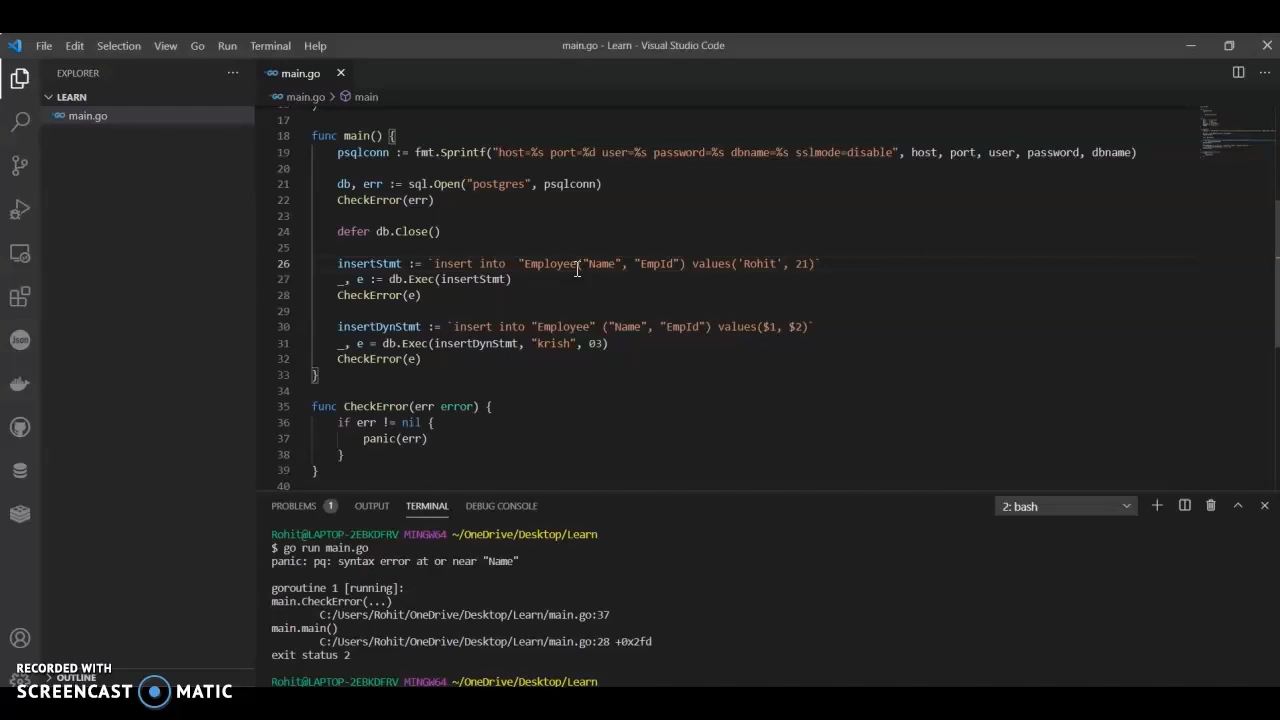 File Edit Selection View Go Run Terminal Help
main.go - Learn - Visual Studio Code
EXPLORER
main.go
LEARN
main.go
main.go > main
17
18 func main() {
19 psqlconn := fmt.Sprintf("host=%s port=%d user=%s password=%s dbname=%s sslmode=disable", host, port, user, password, dbname)
20
21 db, err := sql.Open("postgres", psqlconn)
22 CheckError(err)
23
24 defer db.Close()
25
26 insertStmt := `insert into  "Employee("Name", "EmpId") values('Rohit', 21)`
27 _, e := db.Exec(insertStmt)
28 CheckError(e)
29
30 insertDynStmt := `insert into "Employee" ("Name", "EmpId") values($1, $2)`
31 _, e = db.Exec(insertDynStmt, "krish", 03)
32 CheckError(e)
33 }
34
35 func CheckError(err error) {
36 if err != nil {
37 panic(err)
38 }
39 }
40
PROBLEMS 1 OUTPUT TERMINAL DEBUG CONSOLE
2: bash
Rohit@LAPTOP-2EBKDFRV MINGW64 ~/OneDrive/Desktop/Learn
$ go run main.go
panic: pq: syntax error at or near "Name"
goroutine 1 [running]:
main.CheckError(...)
C:/Users/Rohit/OneDrive/Desktop/Learn/main.go:37
main.main()
C:/Users/Rohit/OneDrive/Desktop/Learn/main.go:28 +0x2fd
exit status 2
Rohit@LAPTOP-2EBKDFRV MINGW64 ~/OneDrive/Desktop/Learn
Json
OUTLINE
RECORDED WITH
SCREENCAST MATIC